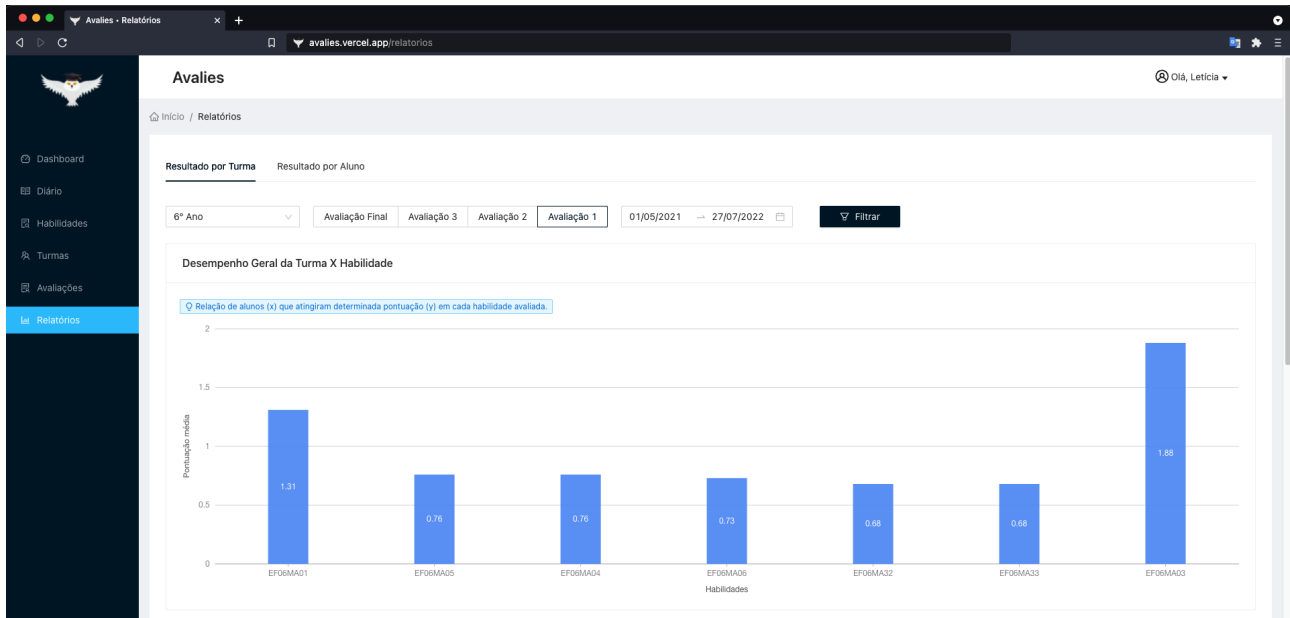 Avalies • Relatórios
avalies.vercel.app/relatorios
Avalies
Olá, Letícia
Início / Relatórios
Dashboard
Diário
Habilidades
Turmas
Avaliações
Relatórios
Resultado por Turma Resultado por Aluno
6° Ano Avaliação Final Avaliação 3 Avaliação 2 Avaliação 1 01/05/2021 → 27/07/2022 Filtrar
Desempenho Geral da Turma X Habilidade
Relação de alunos (x) que atingiram determinada pontuação (y) em cada habilidade avaliada.
2
1.5
1
0.5
0
Pontuação média
1.31 0.76 0.76 0.73 0.68 0.68 1.88
EF06MA01 EF06MA05 EF06MA04 EF06MA06 EF06MA32 EF06MA33 EF06MA03
Habilidades